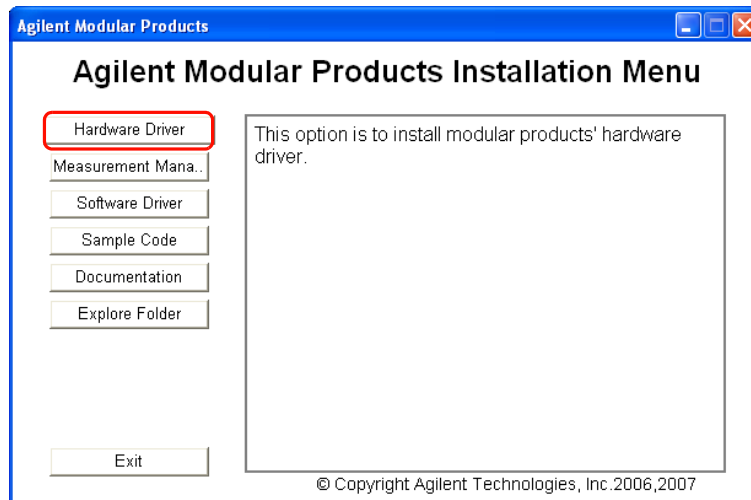 Agilent Modular Products
Agilent Modular Products Installation Menu
Hardware Driver
Measurement Mana..
Software Driver
Sample Code
Documentation
Explore Folder
Exit
This option is to install modular products' hardware
driver.
© Copyright Agilent Technologies, Inc.2006,2007